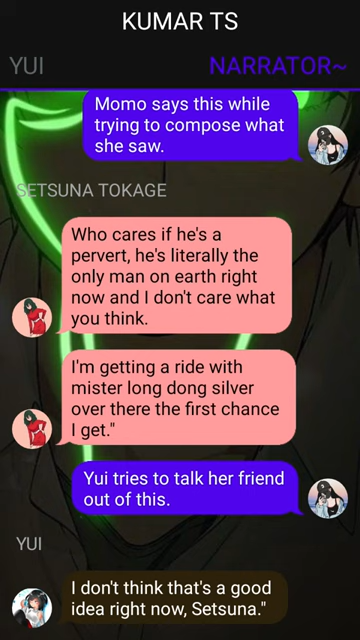 KUMAR TS
YUI
NARRATOR~
Momo says this while
trying to compose what
she saw.
SETSUNA TOKAGE
Who cares if he's a
pervert, he's literally the
only man on earth right
now and I don't care what
you think.
I'm getting a ride with
mister long dong silver
over there the first chance
I get."
Yui tries to talk her friend
out of this.
YUI
I don't think that's a good
idea right now, Setsuna."